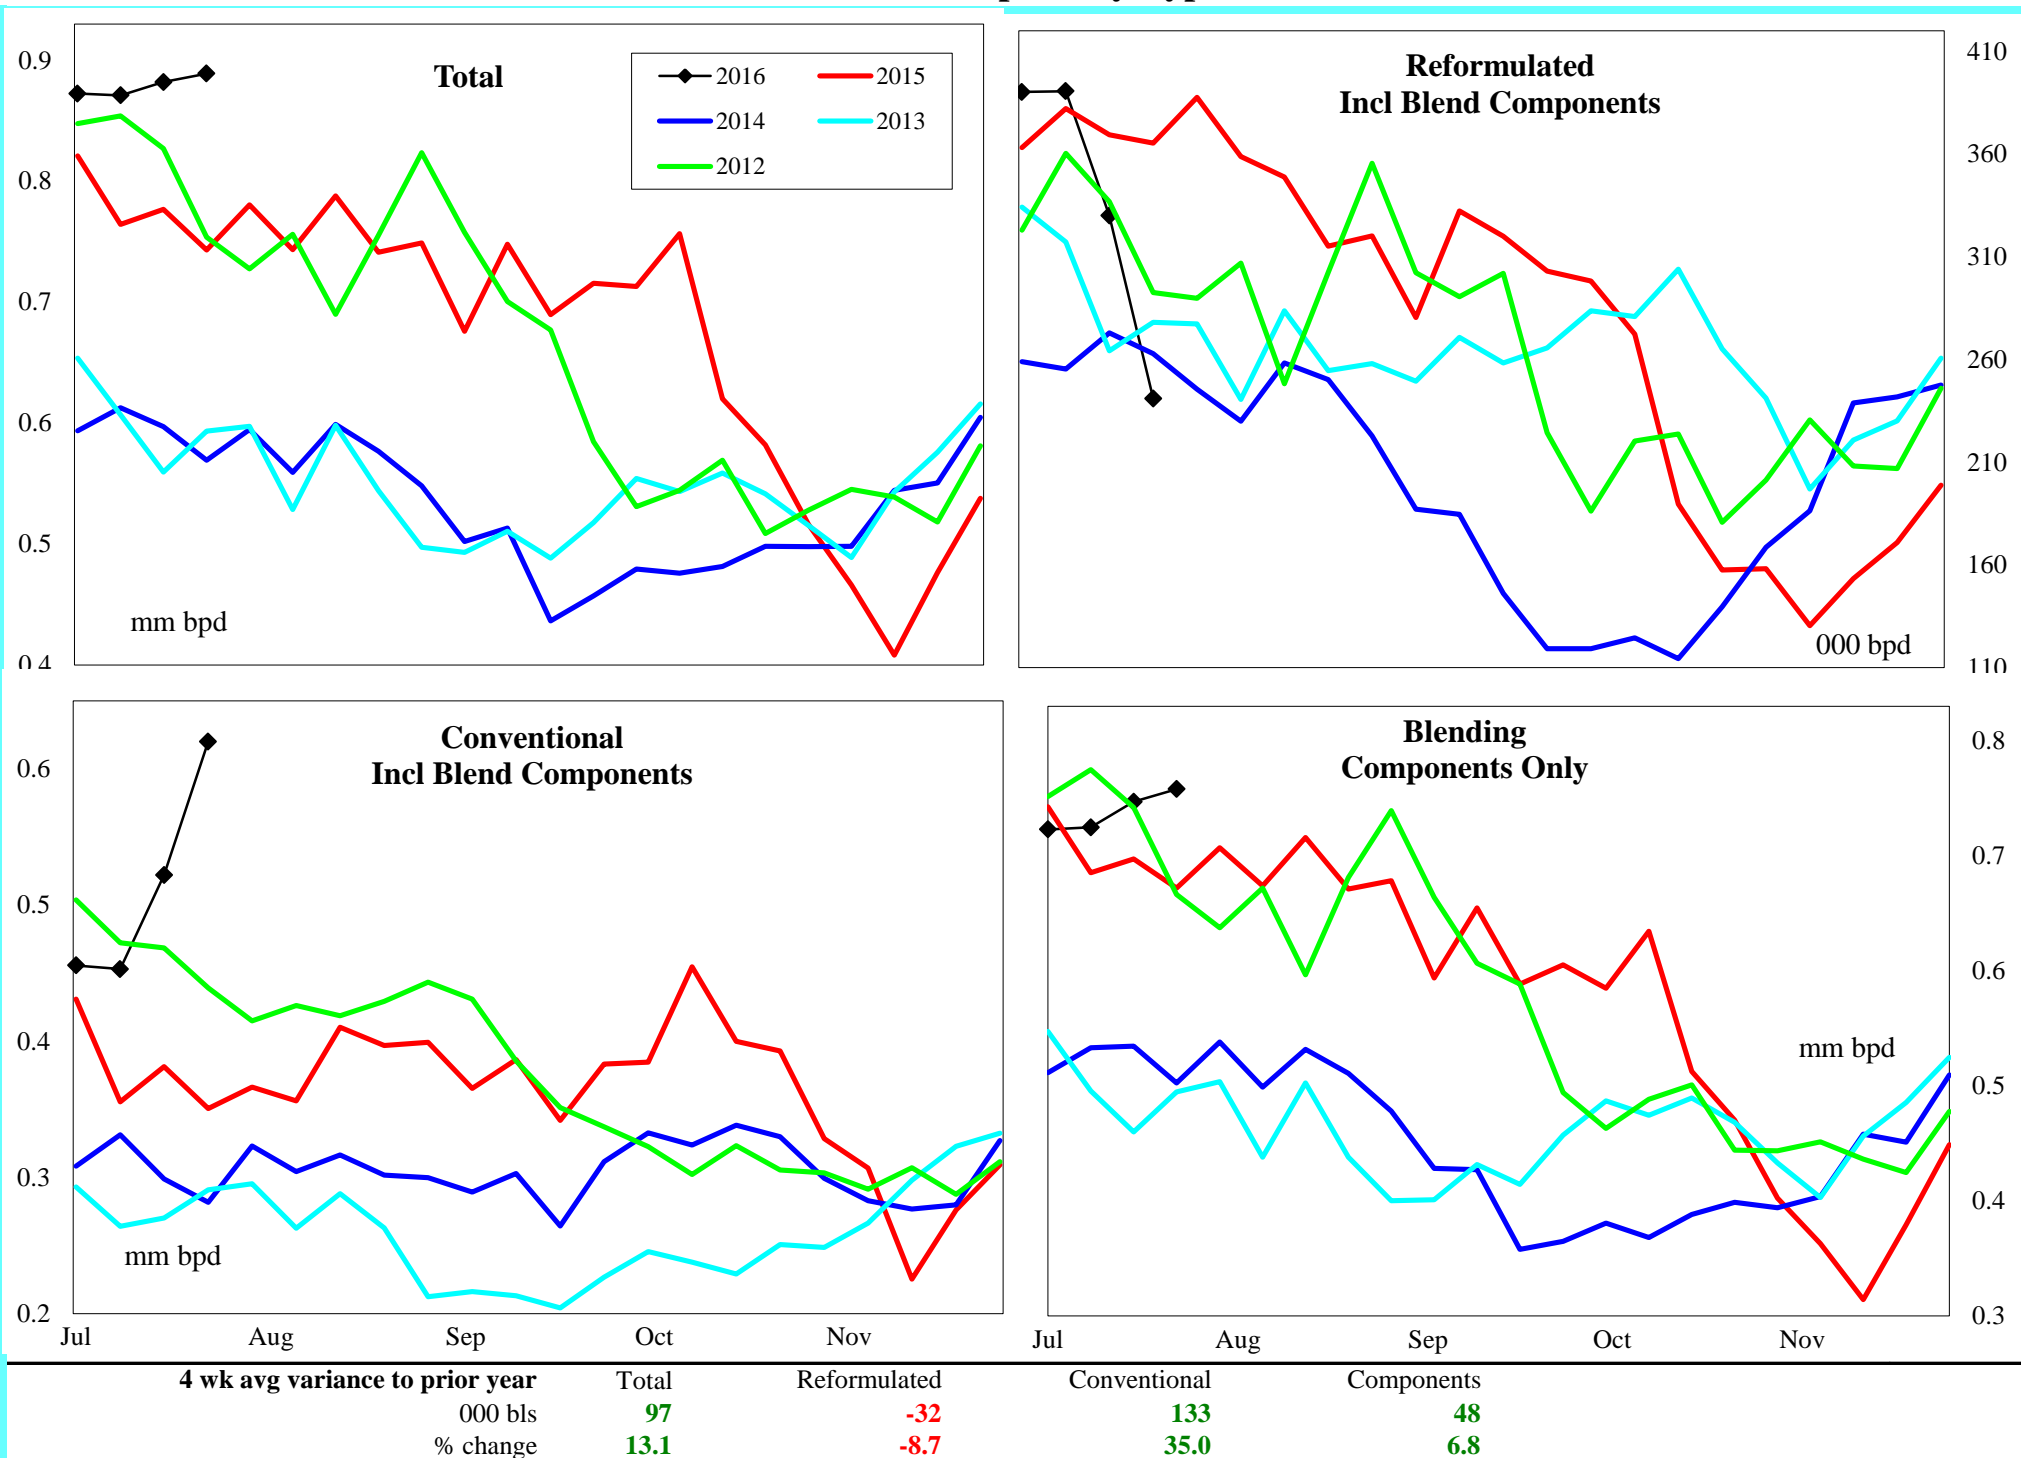 Total
0.9
0.8
0.7
0.6
0.5
0.4
2016
2015
2014
2013
2012
mm bpd
Reformulated
Incl Blend Components
410
360
310
260
210
160
110
000 bpd
Conventional
Incl Blend Components
0.6
0.5
0.4
0.3
0.2
mm bpd
Jul Aug Sep Oct Nov
Blending
Components Only
0.8
0.7
0.6
0.5
0.4
0.3
mm bpd
Jul Aug Sep Oct Nov
4 wk avg variance to prior year Total Reformulated Conventional Components
000 bls 97 -32 133 48
% change 13.1 -8.7 35.0 6.8